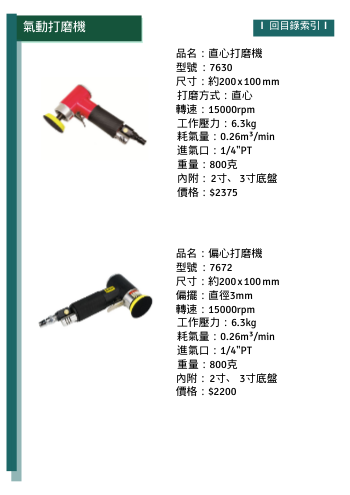 氣動打磨機
I 回目錄索引 I
品名：直心打磨機
型號：7630
尺寸：約200x100mm
打磨方式：直心
轉速：15000rpm
工作壓力：6.3kg
耗氣量：0.26m³/min
進氣口：1/4"PT
重量：800克
內附：2寸、3寸底盤
價格：$2375
品名：偏心打磨機
型號：7672
尺寸：約200x100mm
偏擺：直徑3mm
轉速：15000rpm
工作壓力：6.3kg
耗氣量：0.26m³/min
進氣口：1/4"PT
重量：800克
內附：2寸、3寸底盤
價格：$2200